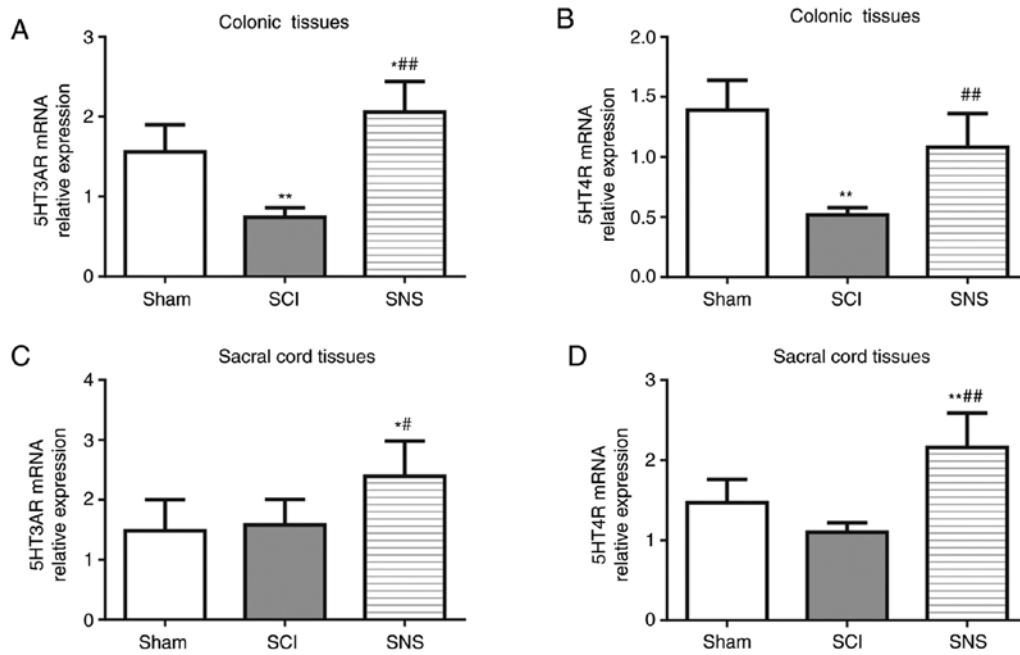 A
Colonic tissues
5HT3AR mRNA
relative expression
3
2
1
0
*##
**
Sham
SCI
SNS
B
Colonic tissues
5HT4R mRNA
relative expression
2.0
1.5
1.0
0.5
0.0
##
**
Sham
SCI
SNS
C
Sacral cord tissues
5HT3AR mRNA
relative expression
4
3
2
1
0
*#
Sham
SCI
SNS
D
Sacral cord tissues
5HT4R mRNA
relative expression
3
2
1
0
**##
Sham
SCI
SNS